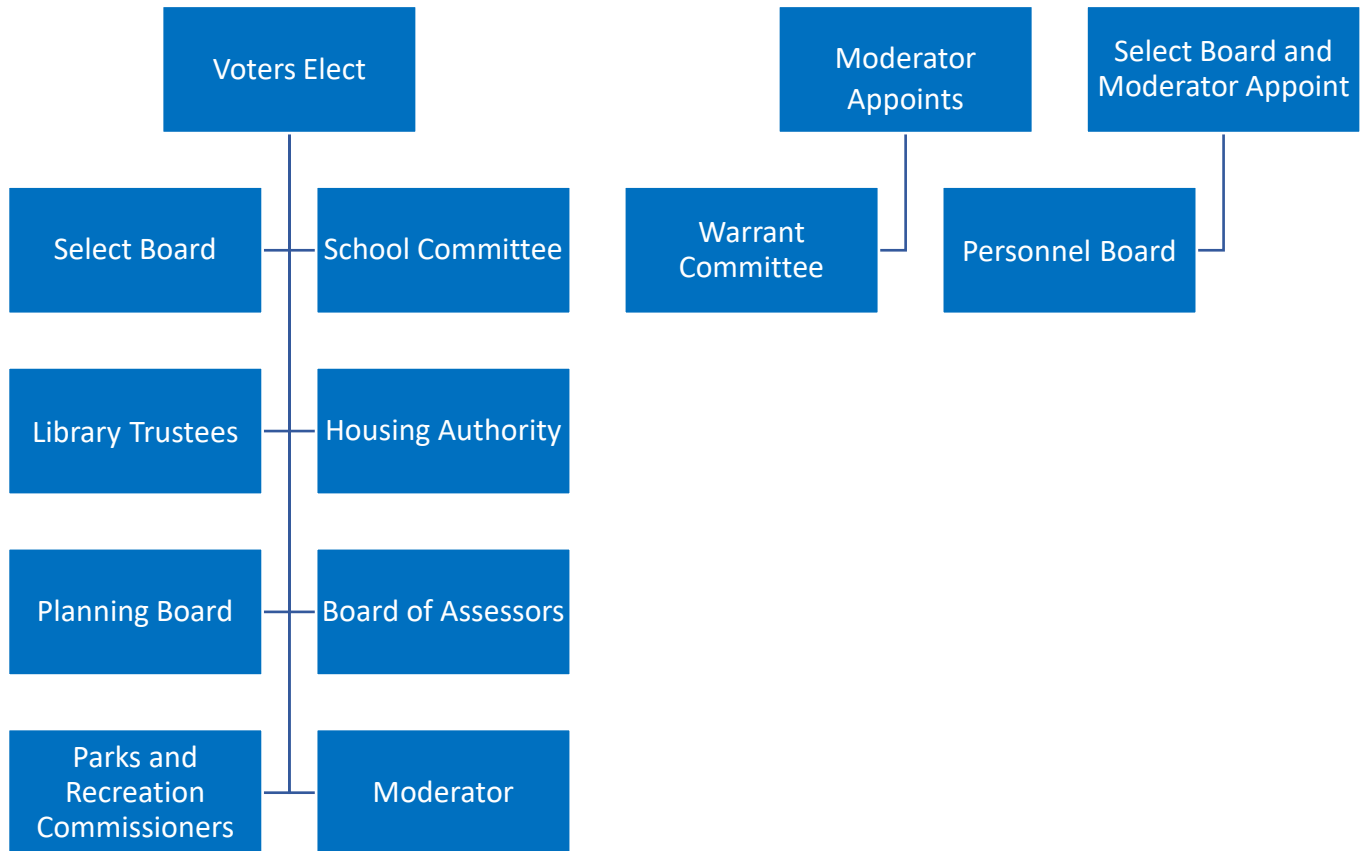 Voters Elect
Moderator
Appoints
Select Board and
Moderator Appoint
Select Board
School Committee
Warrant
Committee
Personnel Board
Library Trustees
Housing Authority
Planning Board
Board of Assessors
Parks and
Recreation
Commissioners
Moderator